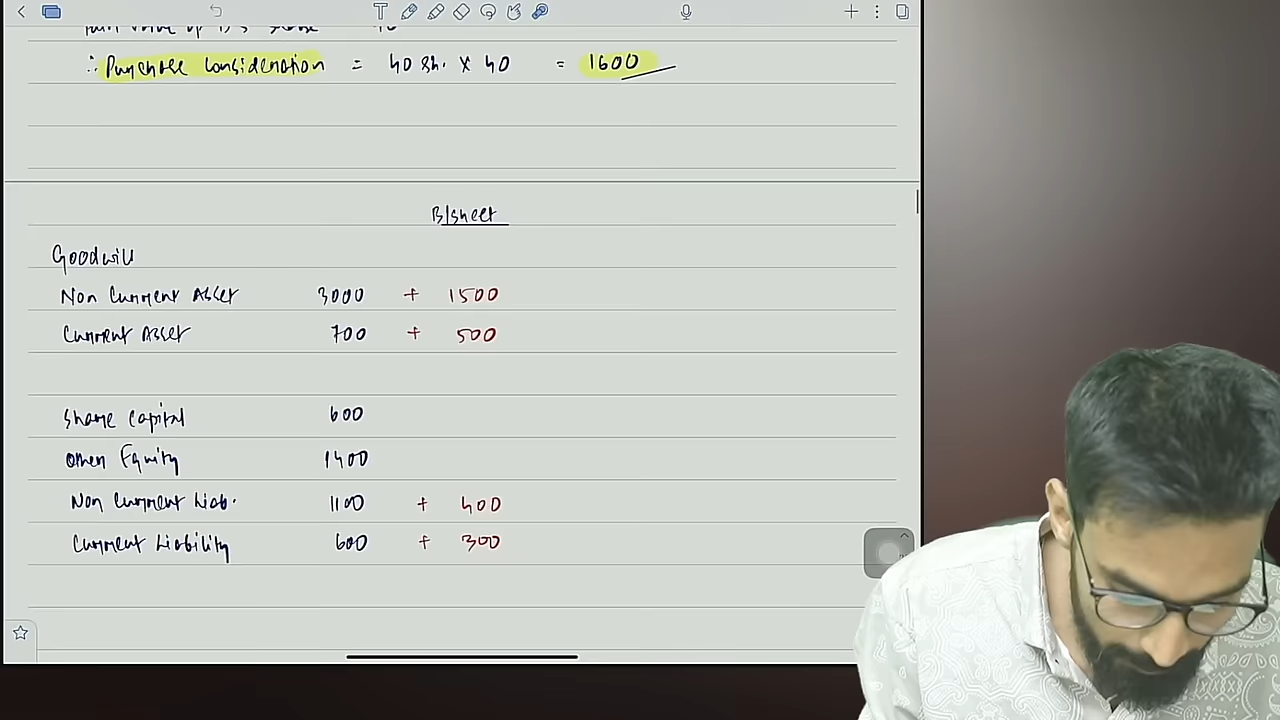 ∴ Purchase Consideration = 40 sh. × 40 = 1600
B/sheet
Goodwill
Non Current Asset 3000 + 1500
Current Asset 700 + 500
Share Capital 600
Other Equity 1400
Non Current Liab. 1100 + 400
Current Liability 600 + 300